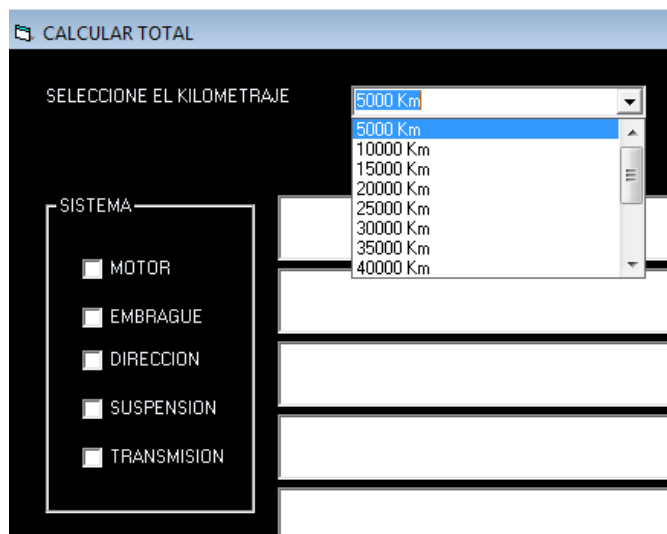 CALCULAR TOTAL
SELECCIONE EL KILOMETRAJE
5000 Km
5000 Km
10000 Km
15000 Km
20000 Km
25000 Km
30000 Km
35000 Km
40000 Km
SISTEMA
MOTOR
EMBRAGUE
DIRECCION
SUSPENSION
TRANSMISION